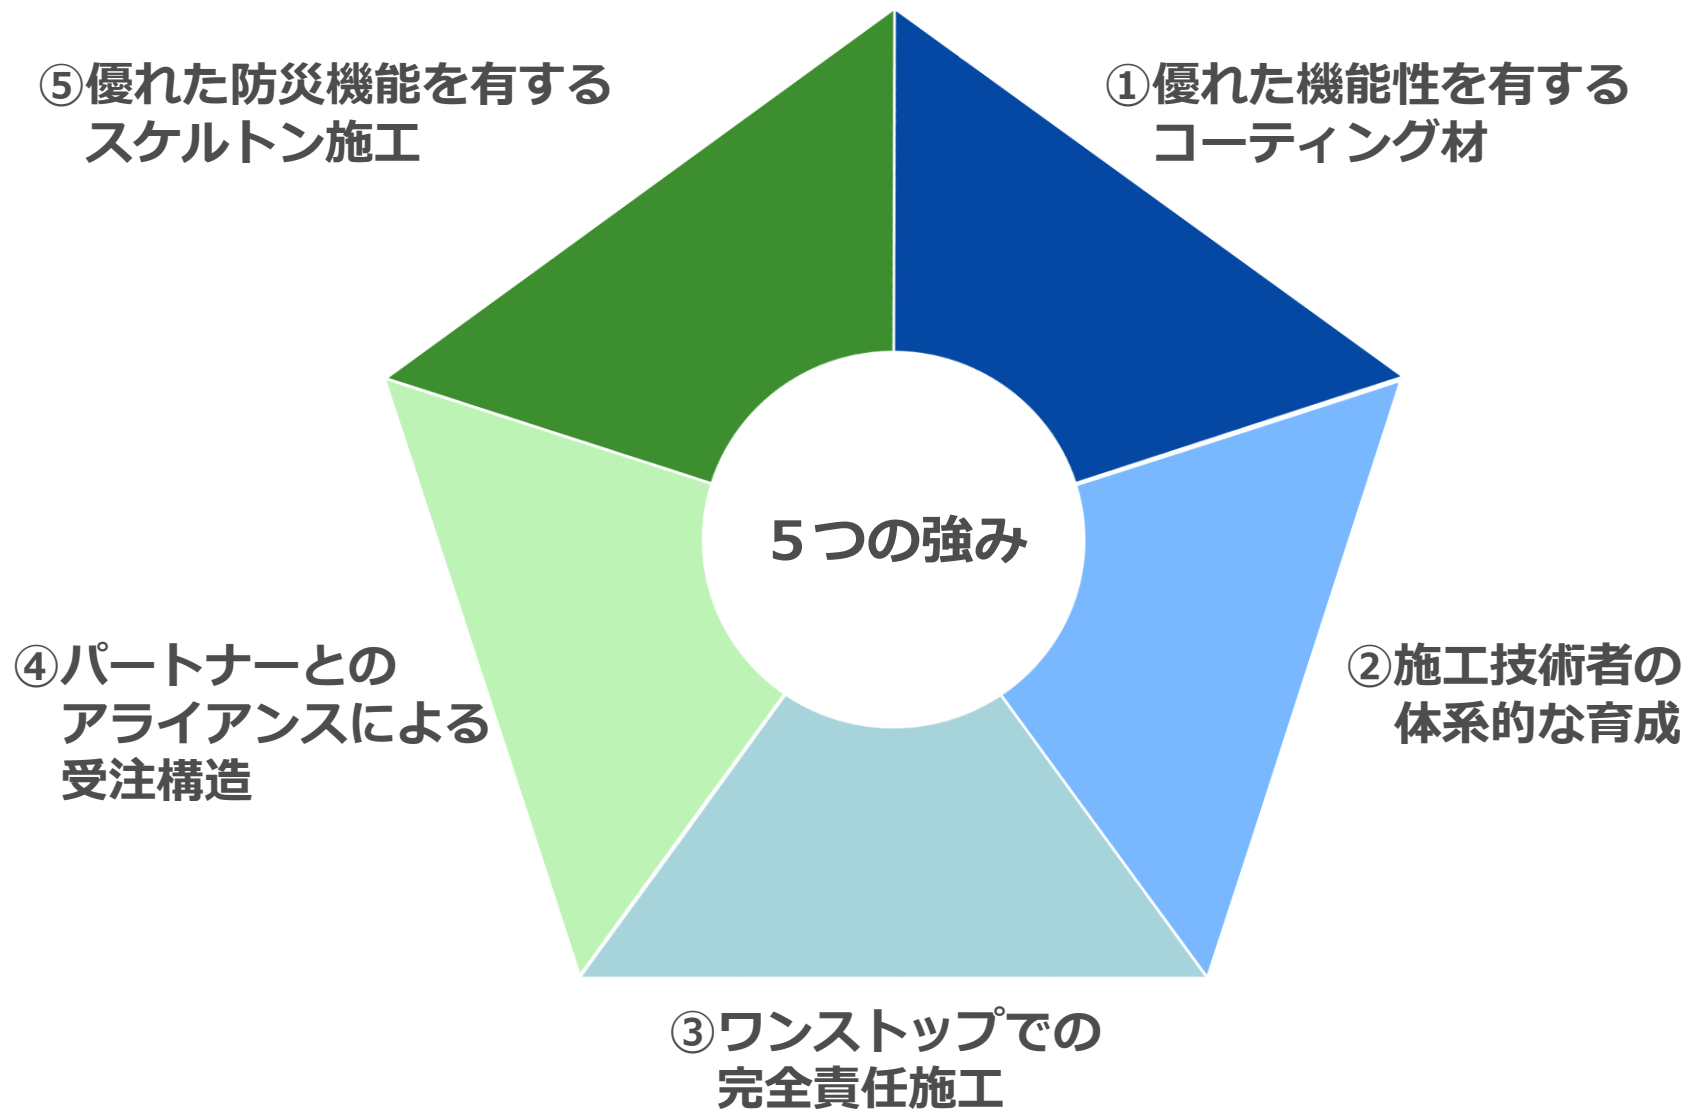 ⑤優れた防災機能を有する
スケルトン施工
①優れた機能性を有する
コーティング材
５つの強み
④パートナーとの
アライアンスによる
受注構造
②施工技術者の
体系的な育成
③ワンストップでの
完全責任施工